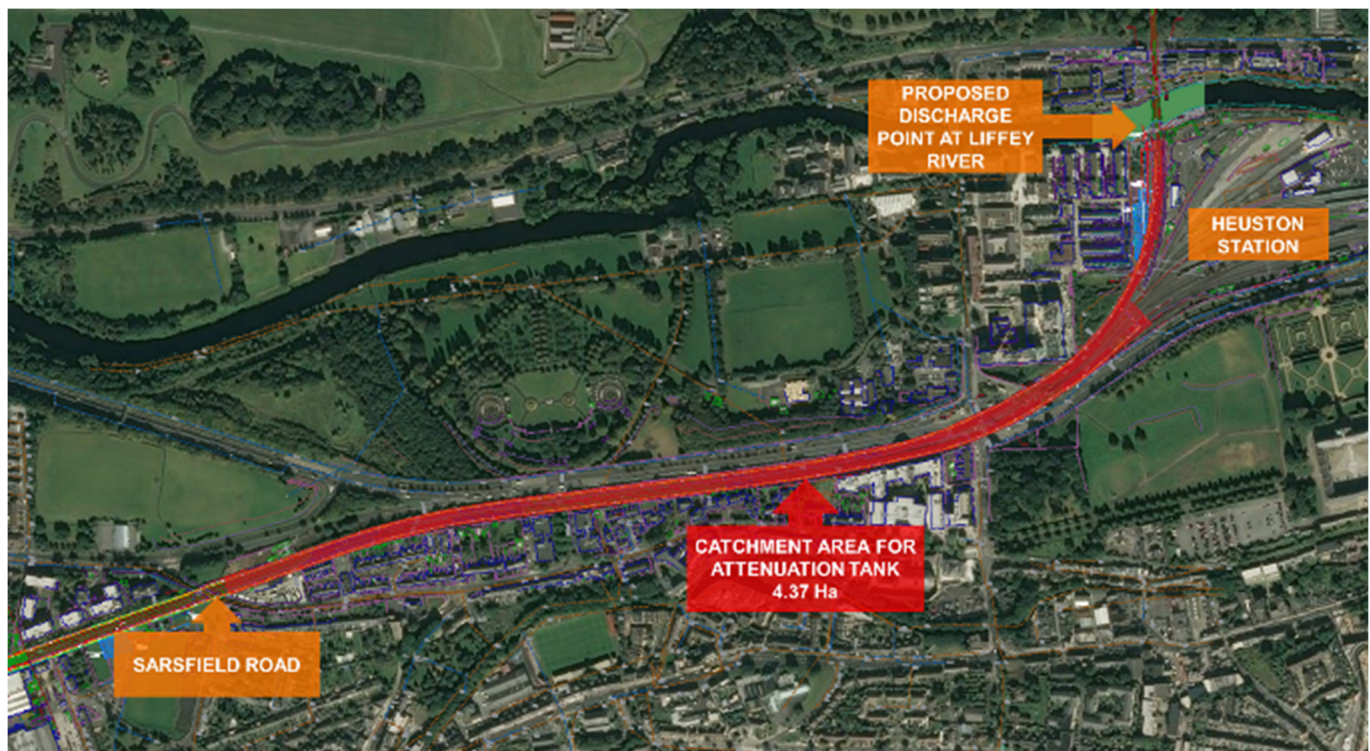 PROPOSED
DISCHARGE
POINT AT LIFFEY
RIVER
HEUSTON
STATION
CATCHMENT AREA FOR
ATTENUATION TANK
4.37 Ha
SARSFIELD ROAD